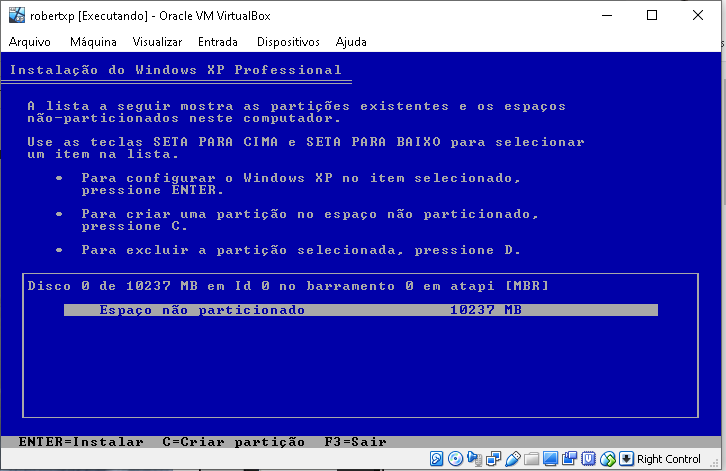 robertxp [Executando] - Oracle VM VirtualBox
Arquivo Máquina Visualizar Entrada Dispositivos Ajuda
Instalação do Windows XP Professional
A lista a seguir mostra as partições existentes e os espaços
não-particionados neste computador.
Use as teclas SETA PARA CIMA e SETA PARA BAIXO para selecionar
um item na lista.
• Para configurar o Windows XP no item selecionado,
pressione ENTER.
• Para criar uma partição no espaço não particionado,
pressione C.
• Para excluir a partição selecionada, pressione D.
Disco 0 de 10237 MB em Id 0 no barramento 0 em atapi [MBR]
Espaço não particionado 10237 MB
ENTER=Instalar C=Criar partição F3=Sair
Right Control